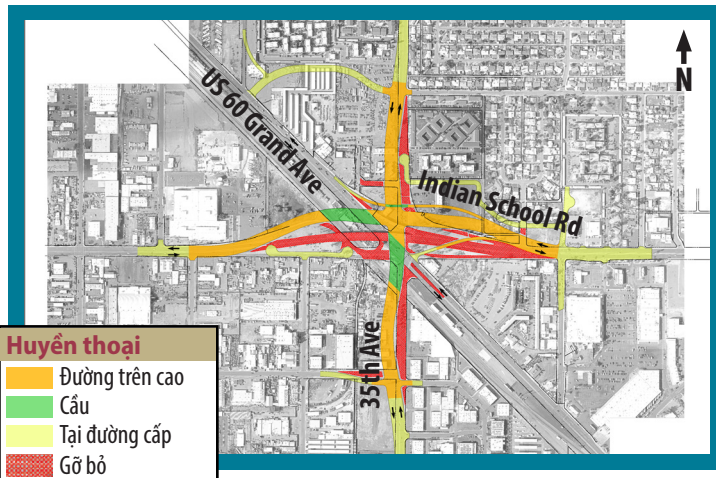 N
US 60 Grand Ave
Indian School Rd
35th Ave
Huyền thoại
Đường trên cao
Cầu
Tại đường cấp
Gỡ bỏ